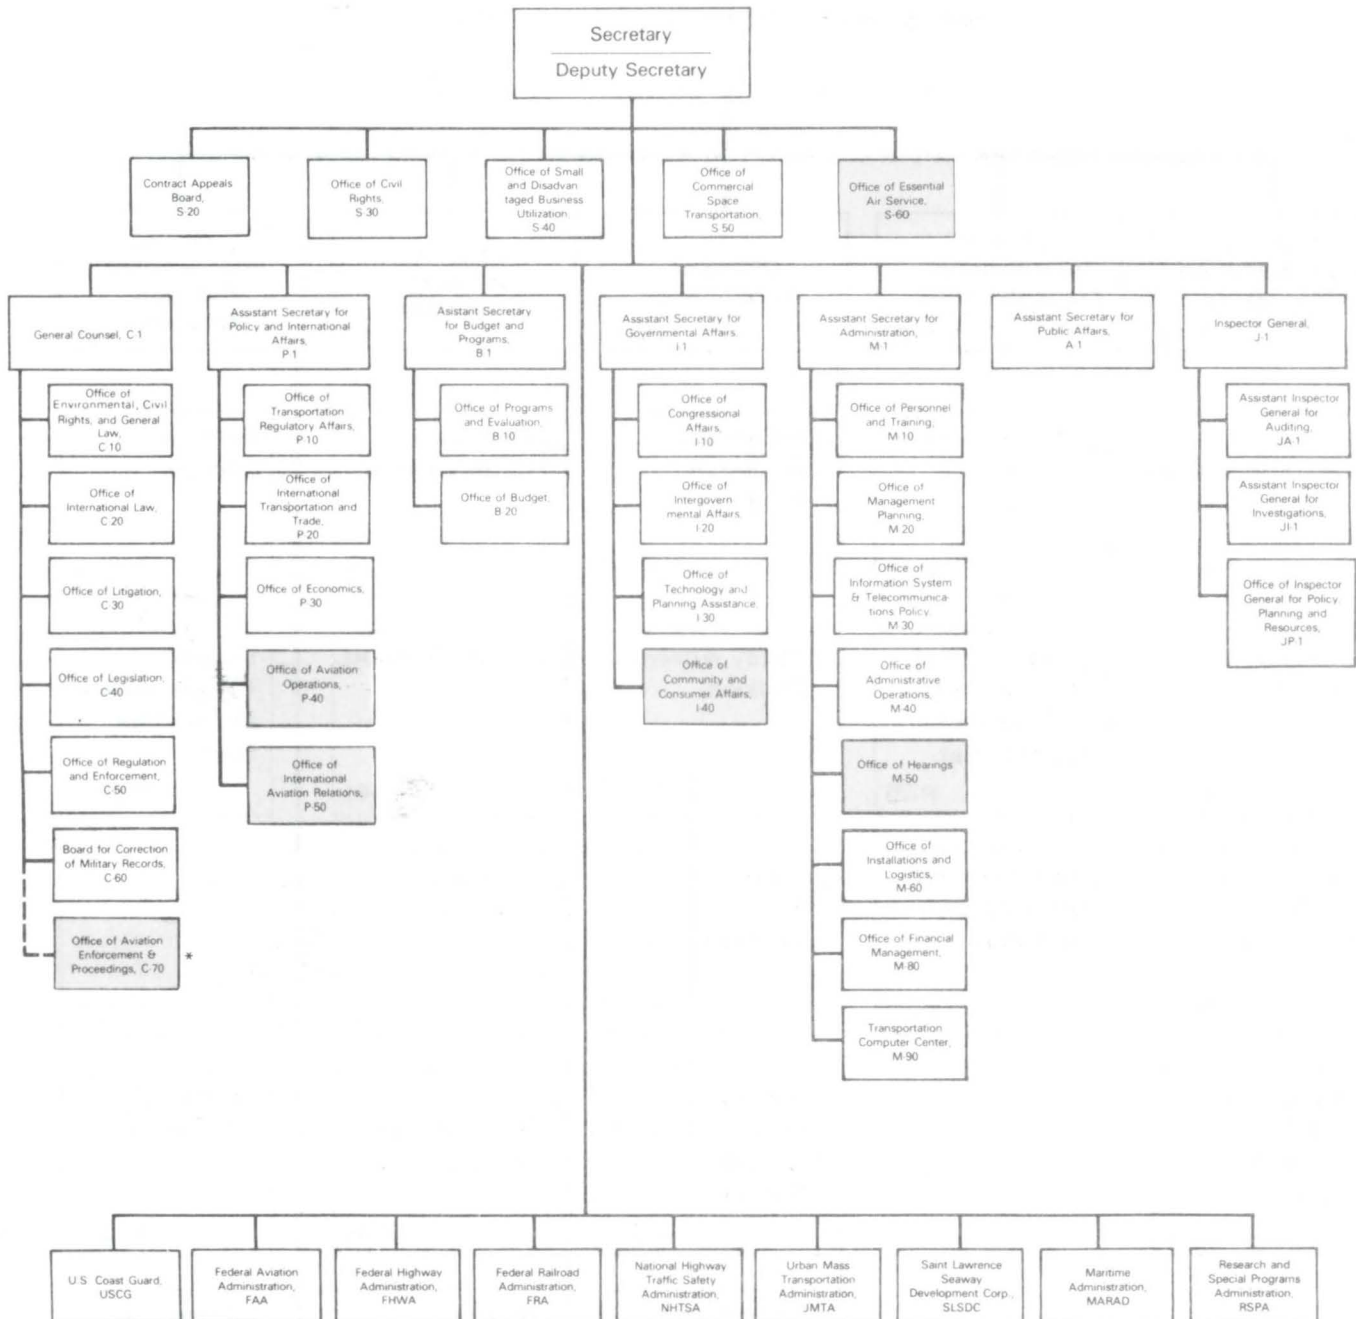 Secretary
Deputy Secretary
Contract Appeals
Board,
S-20
Office of Civil
Rights,
S-30
Office of Small
and Disadvan
taged Business
Utilization,
S-40
Office of
Commercial
Space
Transportation,
S-50
Office of Essential
Air Service,
S-60
General Counsel, C-1
Assistant Secretary for
Policy and International
Affairs,
P-1
Asistant Secretary
for Budget and
Programs,
B-1
Assistant Secretary for
Governmental Affairs,
I-1
Assistant Secretary for
Administration,
M-1
Assistant Secretary for
Public Affairs,
A-1
Inspector General,
J-1
Office of
Environmental, Civil
Rights, and General
Law,
C-10
Office of
International Law,
C-20
Office of Litigation,
C-30
Office of Legislation,
C-40
Office of Regulation
and Enforcement,
C-50
Board for Correction
of Military Records,
C-60
Office of Aviation
Enforcement &
Proceedings, C-70
*
Office of
Transportation
Regulatory Affairs,
P-10
Office of
International
Transportation and
Trade,
P-20
Office of Economics,
P-30
Office of Aviation
Operations,
P-40
Office of
International
Aviation Relations,
P-50
Office of Programs
and Evaluation,
B-10
Office of Budget,
B-20
Office of
Congressional
Affairs,
I-10
Office of
Intergovern
mental Affairs,
I-20
Office of
Technology and
Planning Assistance,
I-30
Office of
Community and
Consumer Affairs,
I-40
Office of Personnel
and Training,
M-10
Office of
Management
Planning,
M-20
Office of
Information System
& Telecommunica-
tions Policy,
M-30
Office of
Administrative
Operations,
M-40
Office of Hearings
M-50
Office of
Installations and
Logistics,
M-60
Office of Financial
Management,
M-80
Transportation
Computer Center,
M-90
Assistant Inspector
General for
Auditing,
JA-1
Assistant Inspector
General for
Investigations,
JI-1
Office of Inspector
General for Policy,
Planning and
Resources,
JP-1
U.S. Coast Guard,
USCG
Federal Aviation
Administration,
FAA
Federal Highway
Administration,
FHWA
Federal Railroad
Administration,
FRA
National Highway
Traffic Safety
Administration,
NHTSA
Urban Mass
Transportation
Administration,
JMTA
Saint Lawrence
Seaway
Development Corp.,
SLSDC
Maritime
Administration,
MARAD
Research and
Special Programs
Administration,
RSPA